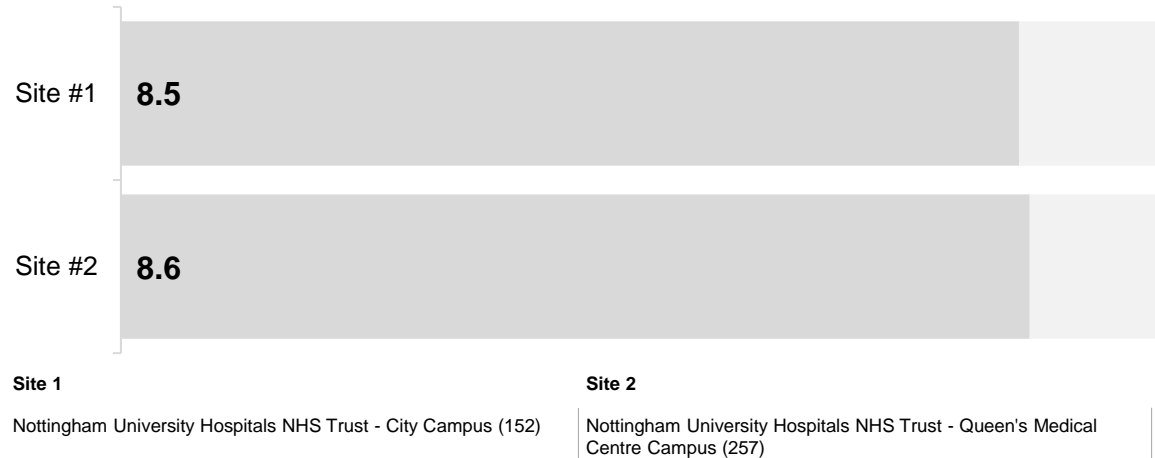 Site #1
8.5
Site #2
8.6
Site 1
Nottingham University Hospitals NHS Trust - City Campus (152)
Site 2
Nottingham University Hospitals NHS Trust - Queen's Medical
Centre Campus (257)